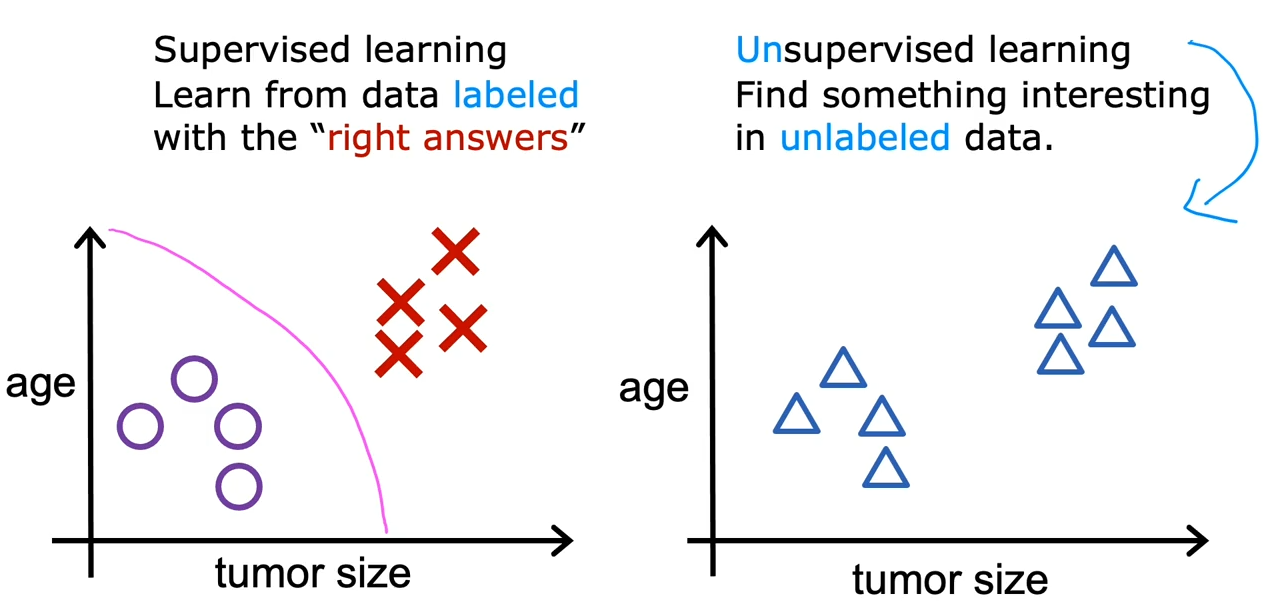 Supervised learning
Learn from data labeled
with the “right answers”
age
tumor size
Unsupervised learning
Find something interesting
in unlabeled data.
age
tumor size